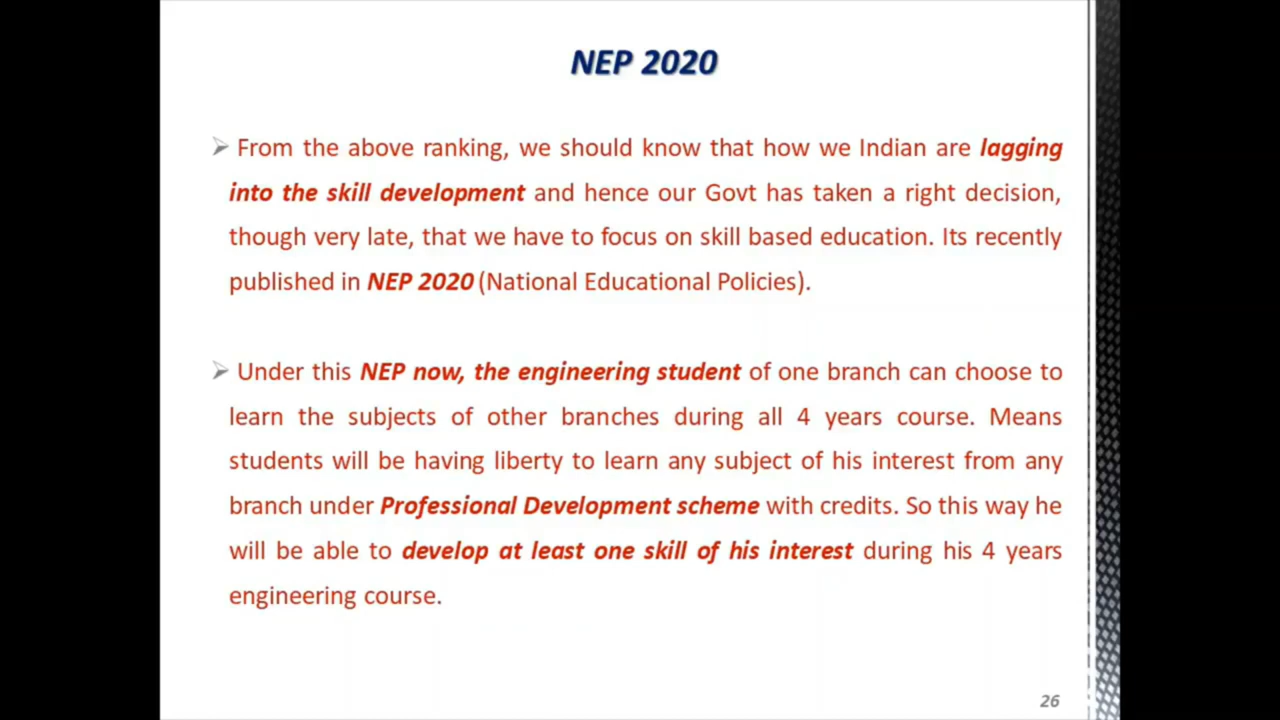 NEP 2020
➢ From the above ranking, we should know that how we Indian are lagging
into the skill development and hence our Govt has taken a right decision,
though very late, that we have to focus on skill based education. Its recently
published in NEP 2020 (National Educational Policies).
➢ Under this NEP now, the engineering student of one branch can choose to
learn the subjects of other branches during all 4 years course. Means
students will be having liberty to learn any subject of his interest from any
branch under Professional Development scheme with credits. So this way he
will be able to develop at least one skill of his interest during his 4 years
engineering course.
26